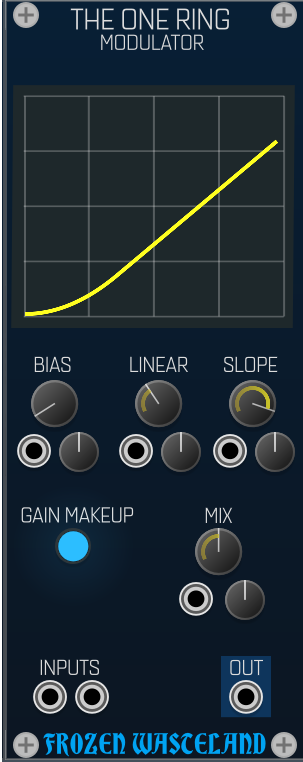 THE ONE RING
MODULATOR
BIAS LINEAR SLOPE
GAIN MAKEUP MIX
INPUTS OUT
FROZEN WASTELAND